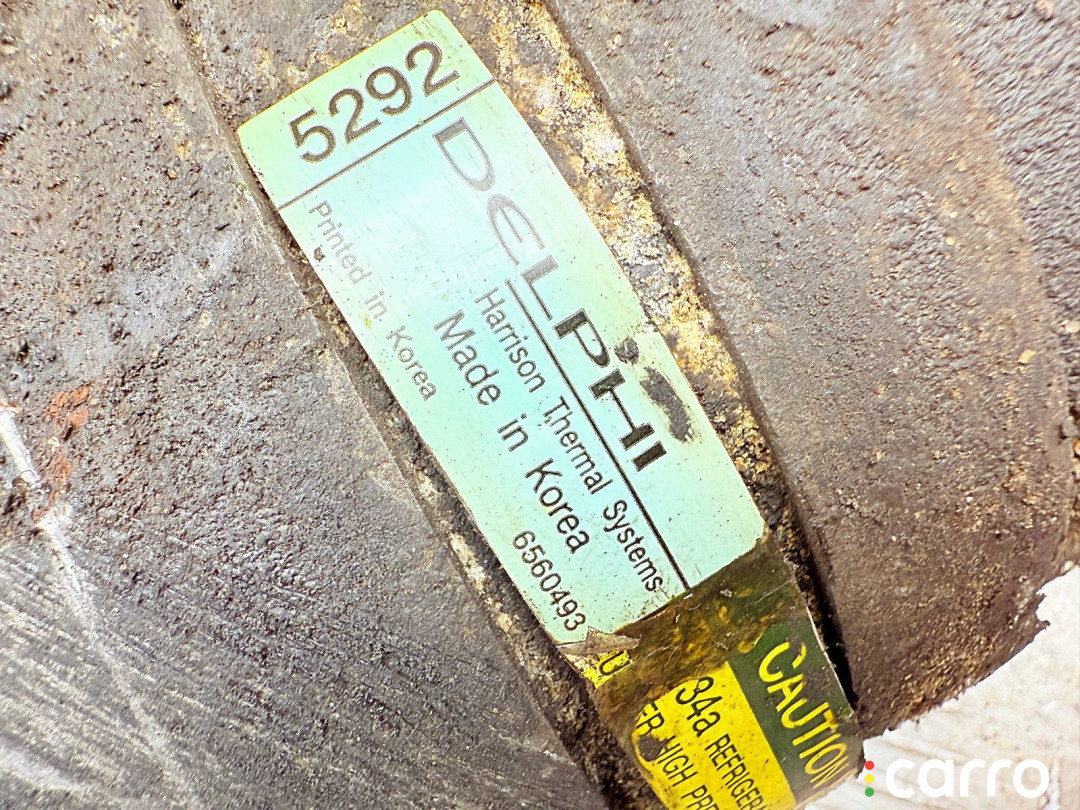 5292
DELPHI
Harrison Thermal Systems
Made in Korea
Printed in Korea
6560493
CAUTION
34a
HIGH
carro